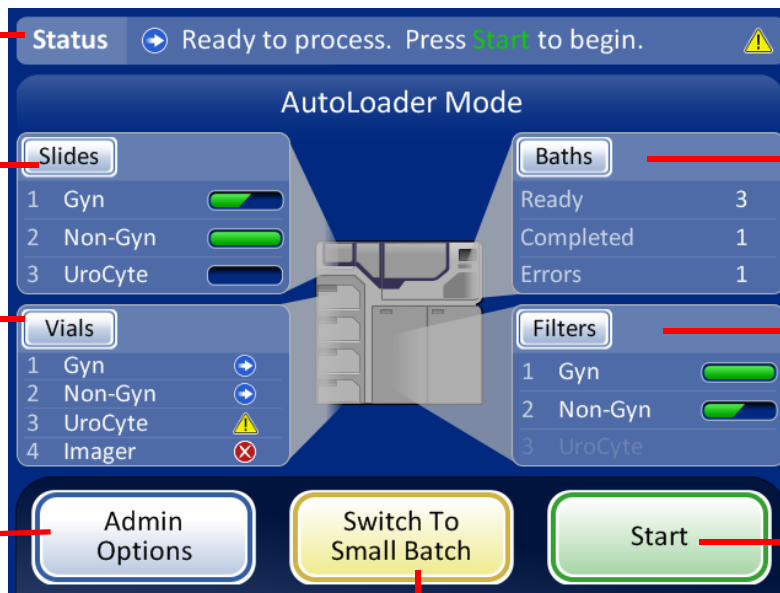 Status Ready to process. Press Start to begin.
AutoLoader Mode
Slides
1 Gyn
2 Non-Gyn
3 UroCyte
Baths
Ready 3
Completed 1
Errors 1
Vials
1 Gyn
2 Non-Gyn
3 UroCyte
4 Imager
Filters
1 Gyn
2 Non-Gyn
3 UroCyte
Admin
Options
Switch To
Small Batch
Start